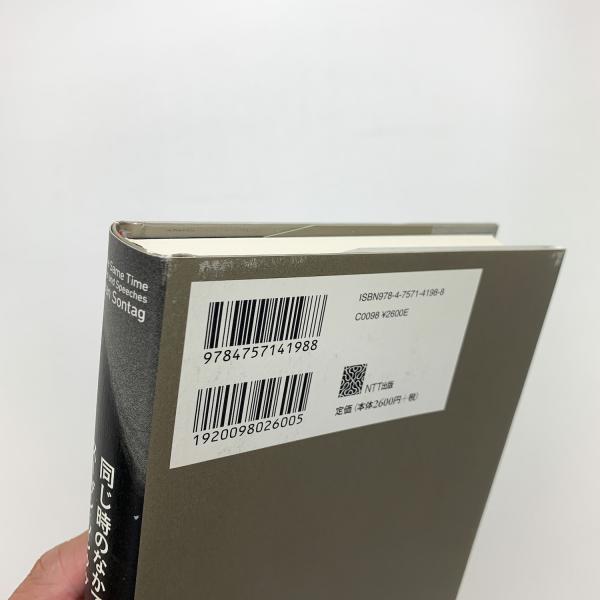 Same Time
and Speeches
Sontag
同じ時のなか
ISBN978-4-7571-4198-8
C0098 ¥2600E
9784757141988
NTT出版
定価(本体2600円+税)
1920098026005